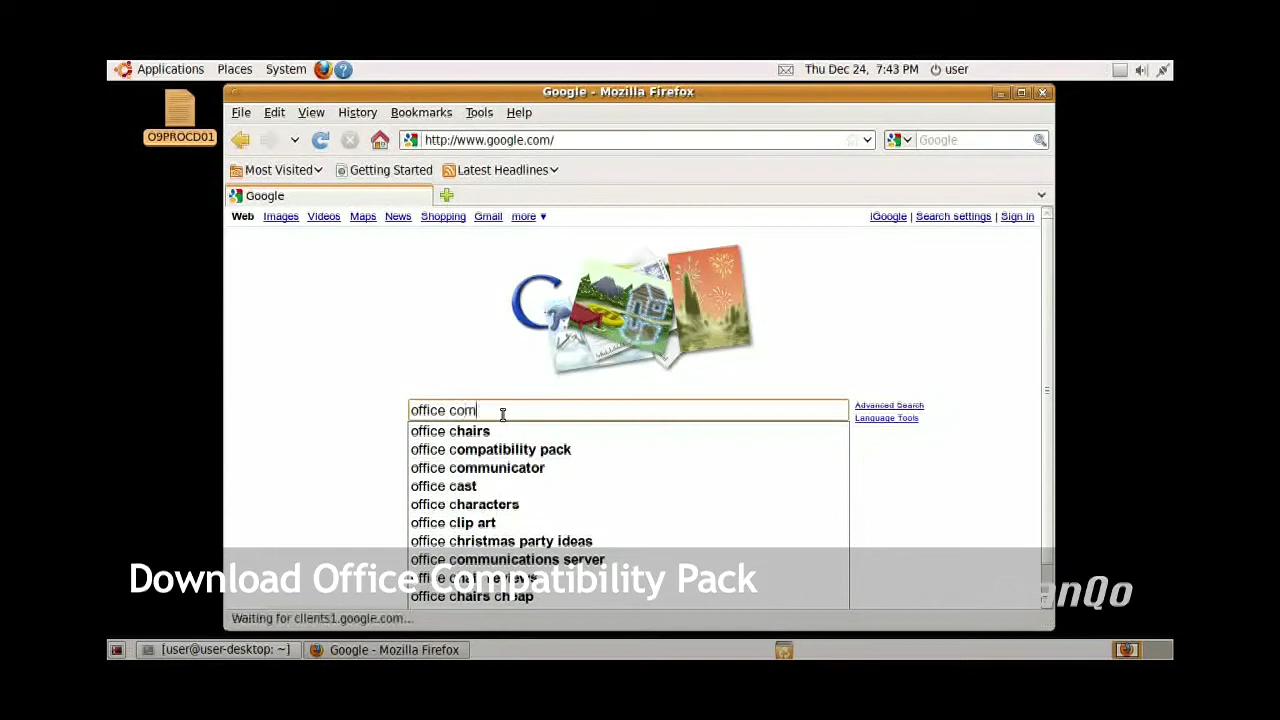 Applications Places System
Thu Dec 24, 7:43 PM user
O9PROCD01
Google - Mozilla Firefox
File Edit View History Bookmarks Tools Help
http://www.google.com/
Google
Most Visited Getting Started Latest Headlines
Google
Web Images Videos Maps News Shopping Gmail more ▼
iGoogle | Search settings | Sign in
office com
Advanced Search
Language Tools
office chairs
office compatibility pack
office communicator
office cast
office characters
office clip art
office christmas party ideas
office communications server
office chair reviews
office chairs cheap
Download Office Compatibility Pack
nQo
Waiting for clients1.google.com...
[user@user-desktop: ~]
Google - Mozilla Firefox